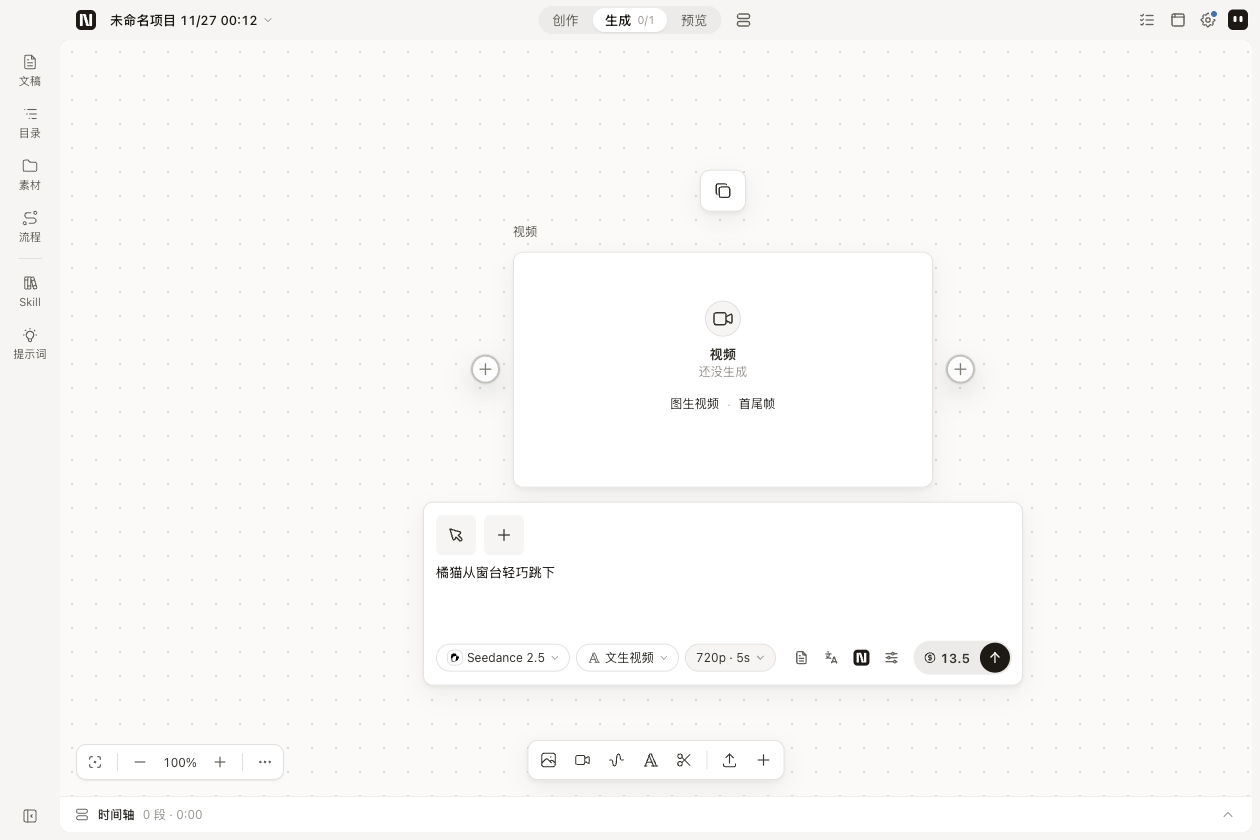 未命名项目 11/27 00:12
创作
生成 0/1
预览
文稿
目录
素材
流程
Skill
提示词
视频
视频
还没生成
图生视频 · 首尾帧
橘猫从窗台轻巧跳下
Seedance 2.5
文生视频
720p · 5s
13.5
100%
时间轴 0 段 · 0:00